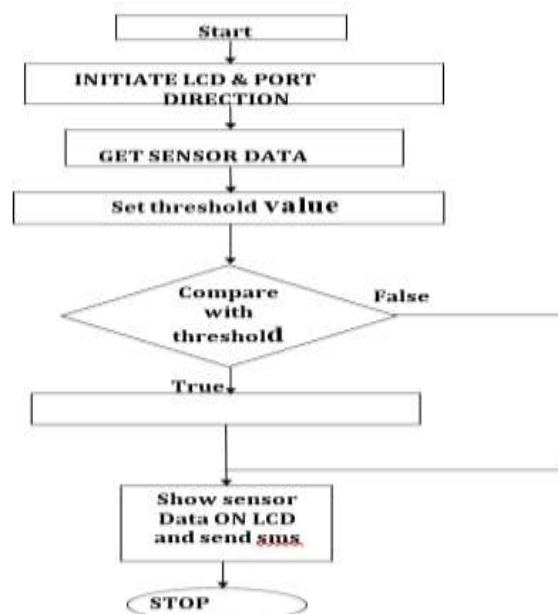 Start
INITIATE LCD & PORT
DIRECTION
GET SENSOR DATA
Set threshold value
Compare
with
threshold
False
True
Show sensor
Data ON LCD
and send sms
STOP